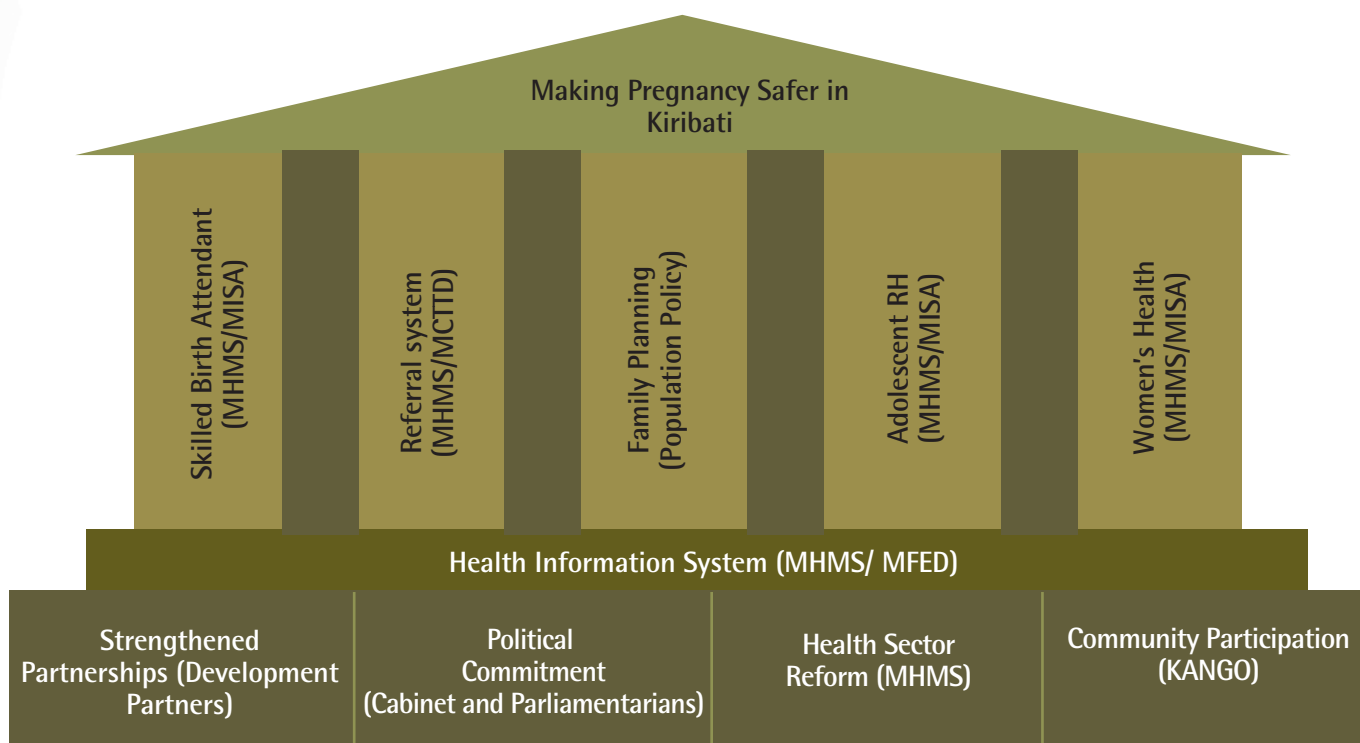 Making Pregnancy Safer in
Kiribati
Skilled Birth Attendant
(MHMS/MISA)
Referral system
(MHMS/MCTTD)
Family Planning
(Population Policy)
Adolescent RH
(MHMS/MISA)
Women's Health
(MHMS/MISA)
Health Information System (MHMS/ MFED)
Strengthened
Partnerships (Development
Partners)
Political
Commitment
(Cabinet and Parliamentarians)
Health Sector
Reform (MHMS)
Community Participation
(KANGO)